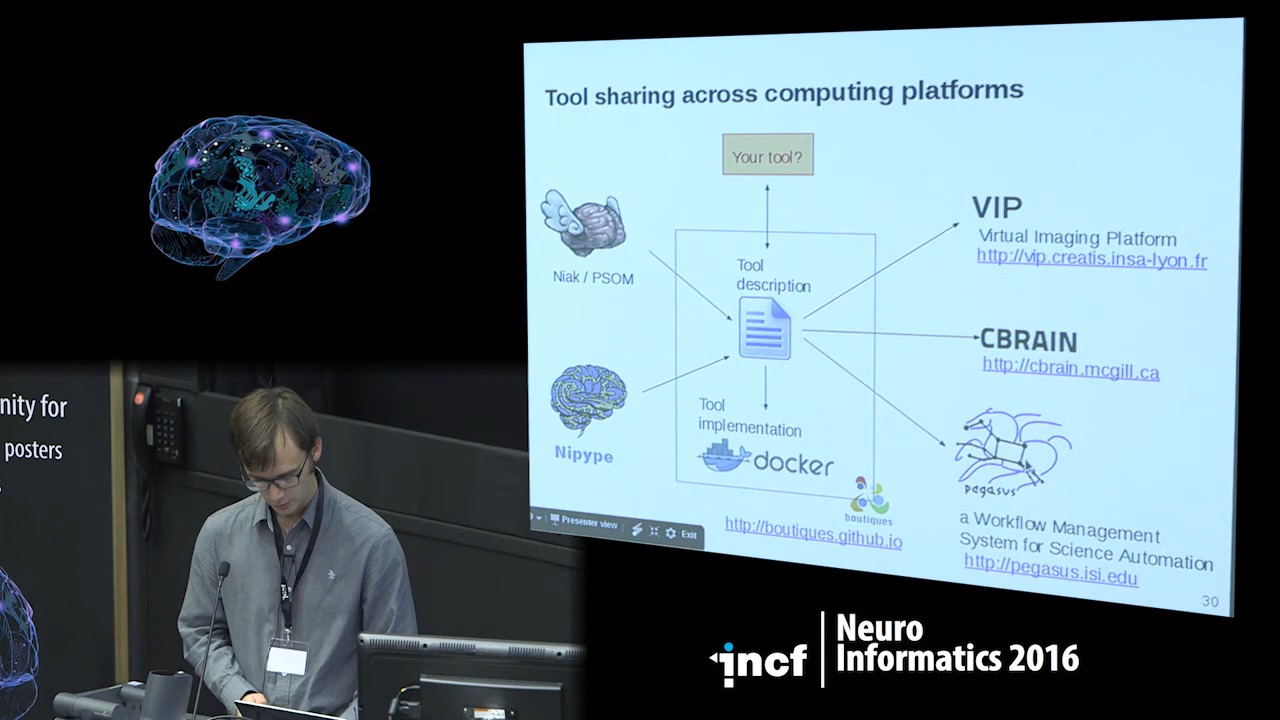 Tool sharing across computing platforms
Your tool?
Niak / PSOM
Tool
description
VIP
Virtual Imaging Platform
http://vip.creatis.insa-lyon.fr
CBRAIN
http://cbrain.mcgill.ca
Nipype
Tool
implementation
docker
boutiques
http://boutiques.github.io
pegasus
a Workflow Management
System for Science Automation
http://pegasus.isi.edu
Presenter view
Exit
30
nity for
posters
incf
Neuro
Informatics 2016